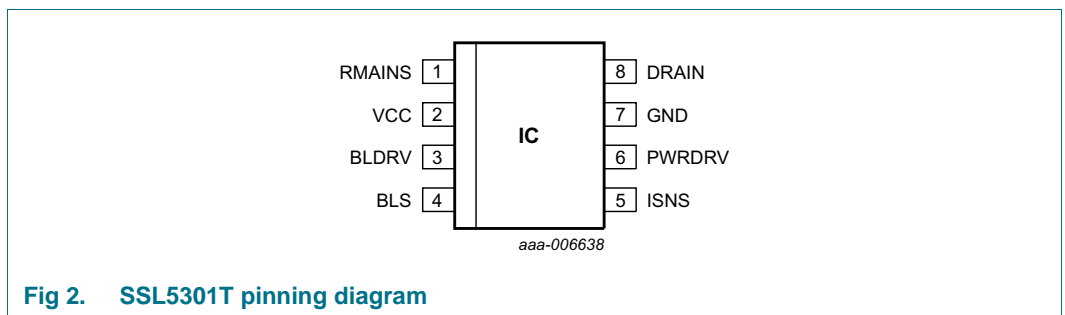 RMAINS 1 8 DRAIN
VCC 2 7 GND
IC
BLDRV 3 6 PWRDRV
BLS 4 5 ISNS
aaa-006638
Fig 2. SSL5301T pinning diagram